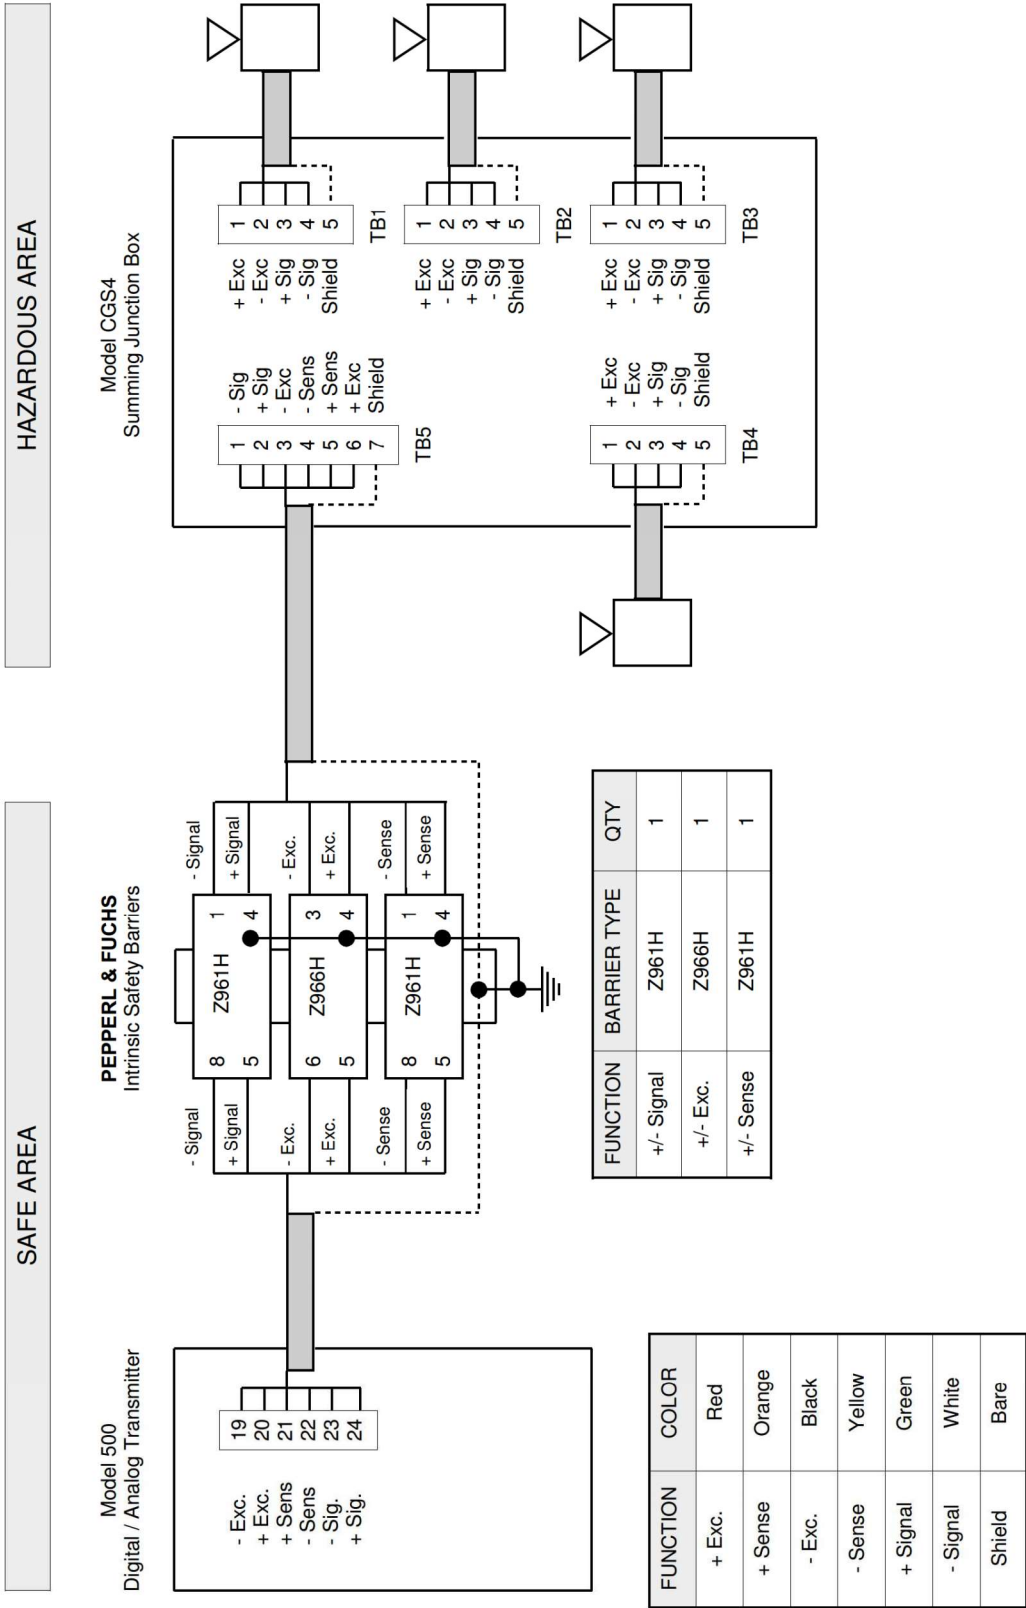 SAFE AREA
HAZARDOUS AREA
Model 500
Digital / Analog Transmitter
- Exc.
+ Exc.
+ Sens
- Sens
- Sig.
+ Sig.
19
20
21
22
23
24
PEPPERL & FUCHS
Intrinsic Safety Barriers
- Signal
+ Signal
- Exc.
+ Exc.
- Sense
+ Sense
8 Z961H 1
5 4
6 Z966H 3
5 4
8 Z961H 1
5 4
- Signal
+ Signal
- Exc.
+ Exc.
- Sense
+ Sense
Model CGS4
Summing Junction Box
1 - Sig
2 + Sig
3 - Exc
4 - Sens
5 + Sens
6 + Exc
7 Shield
TB5
+ Exc 1
- Exc 2
+ Sig 3
- Sig 4
Shield 5
TB1
+ Exc 1
- Exc 2
+ Sig 3
- Sig 4
Shield 5
TB2
+ Exc 1
- Exc 2
+ Sig 3
- Sig 4
Shield 5
TB3
1 + Exc
2 - Exc
3 + Sig
4 - Sig
5 Shield
TB4
FUNCTION BARRIER TYPE QTY
+/- Signal Z961H 1
+/- Exc. Z966H 1
+/- Sense Z961H 1
FUNCTION COLOR
+ Exc. Red
+ Sense Orange
- Exc. Black
- Sense Yellow
+ Signal Green
- Signal White
Shield Bare